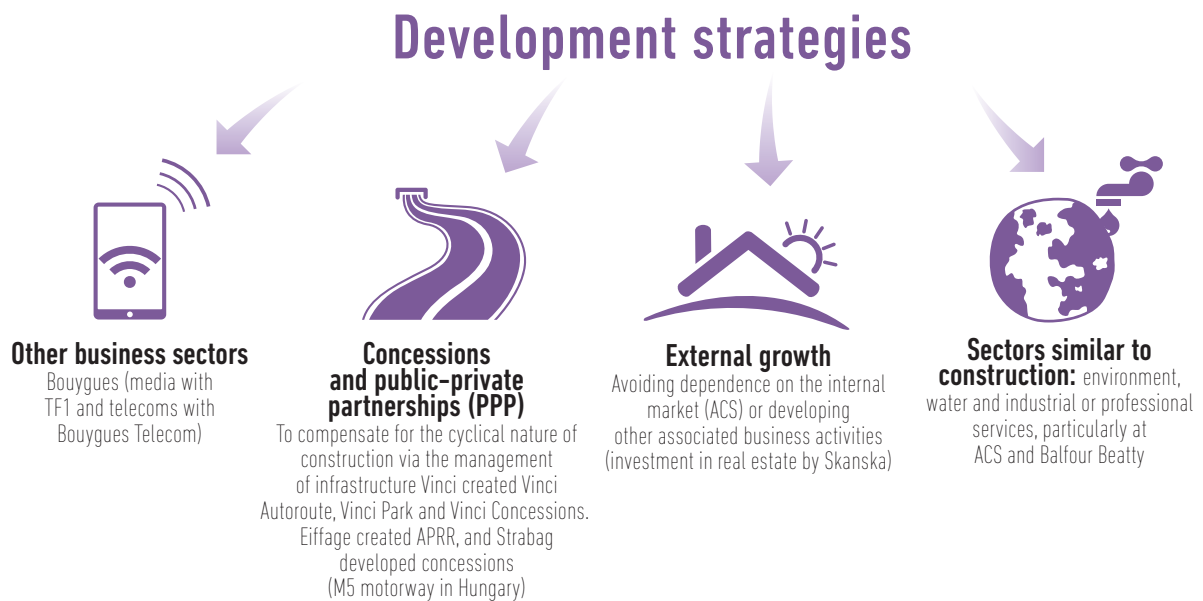 Development strategies
Other business sectors
Bouygues (media with
TF1 and telecoms with
Bouygues Telecom)
Concessions
and public-private
partnerships (PPP)
To compensate for the cyclical nature of
construction via the management
of infrastructure Vinci created Vinci
Autoroute, Vinci Park and Vinci Concessions.
Eiffage created APRR, and Strabag
developed concessions
(M5 motorway in Hungary)
External growth
Avoiding dependence on the internal
market (ACS) or developing
other associated business activities
(investment in real estate by Skanska)
Sectors similar to
construction: environment,
water and industrial or professional
services, particularly at
ACS and Balfour Beatty